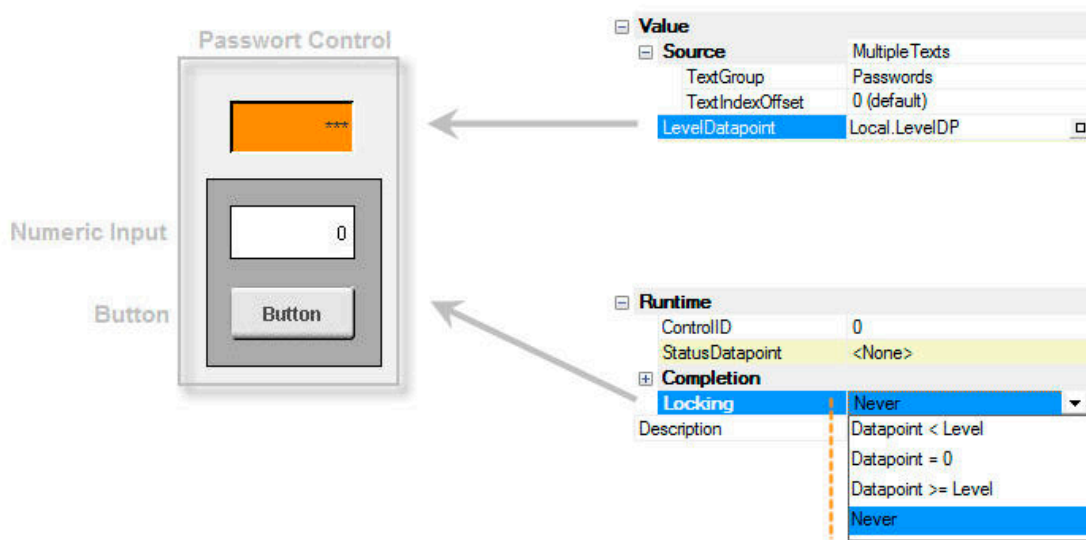 Passwort Control
***
Numeric Input
0
Button
Button
Value
Source MultipleTexts
TextGroup Passwords
TextIndexOffset 0 (default)
LevelDatapoint Local.LevelDP
Runtime
ControlID 0
StatusDatapoint <None>
Completion
Locking Never
Description
Datapoint < Level
Datapoint = 0
Datapoint >= Level
Never